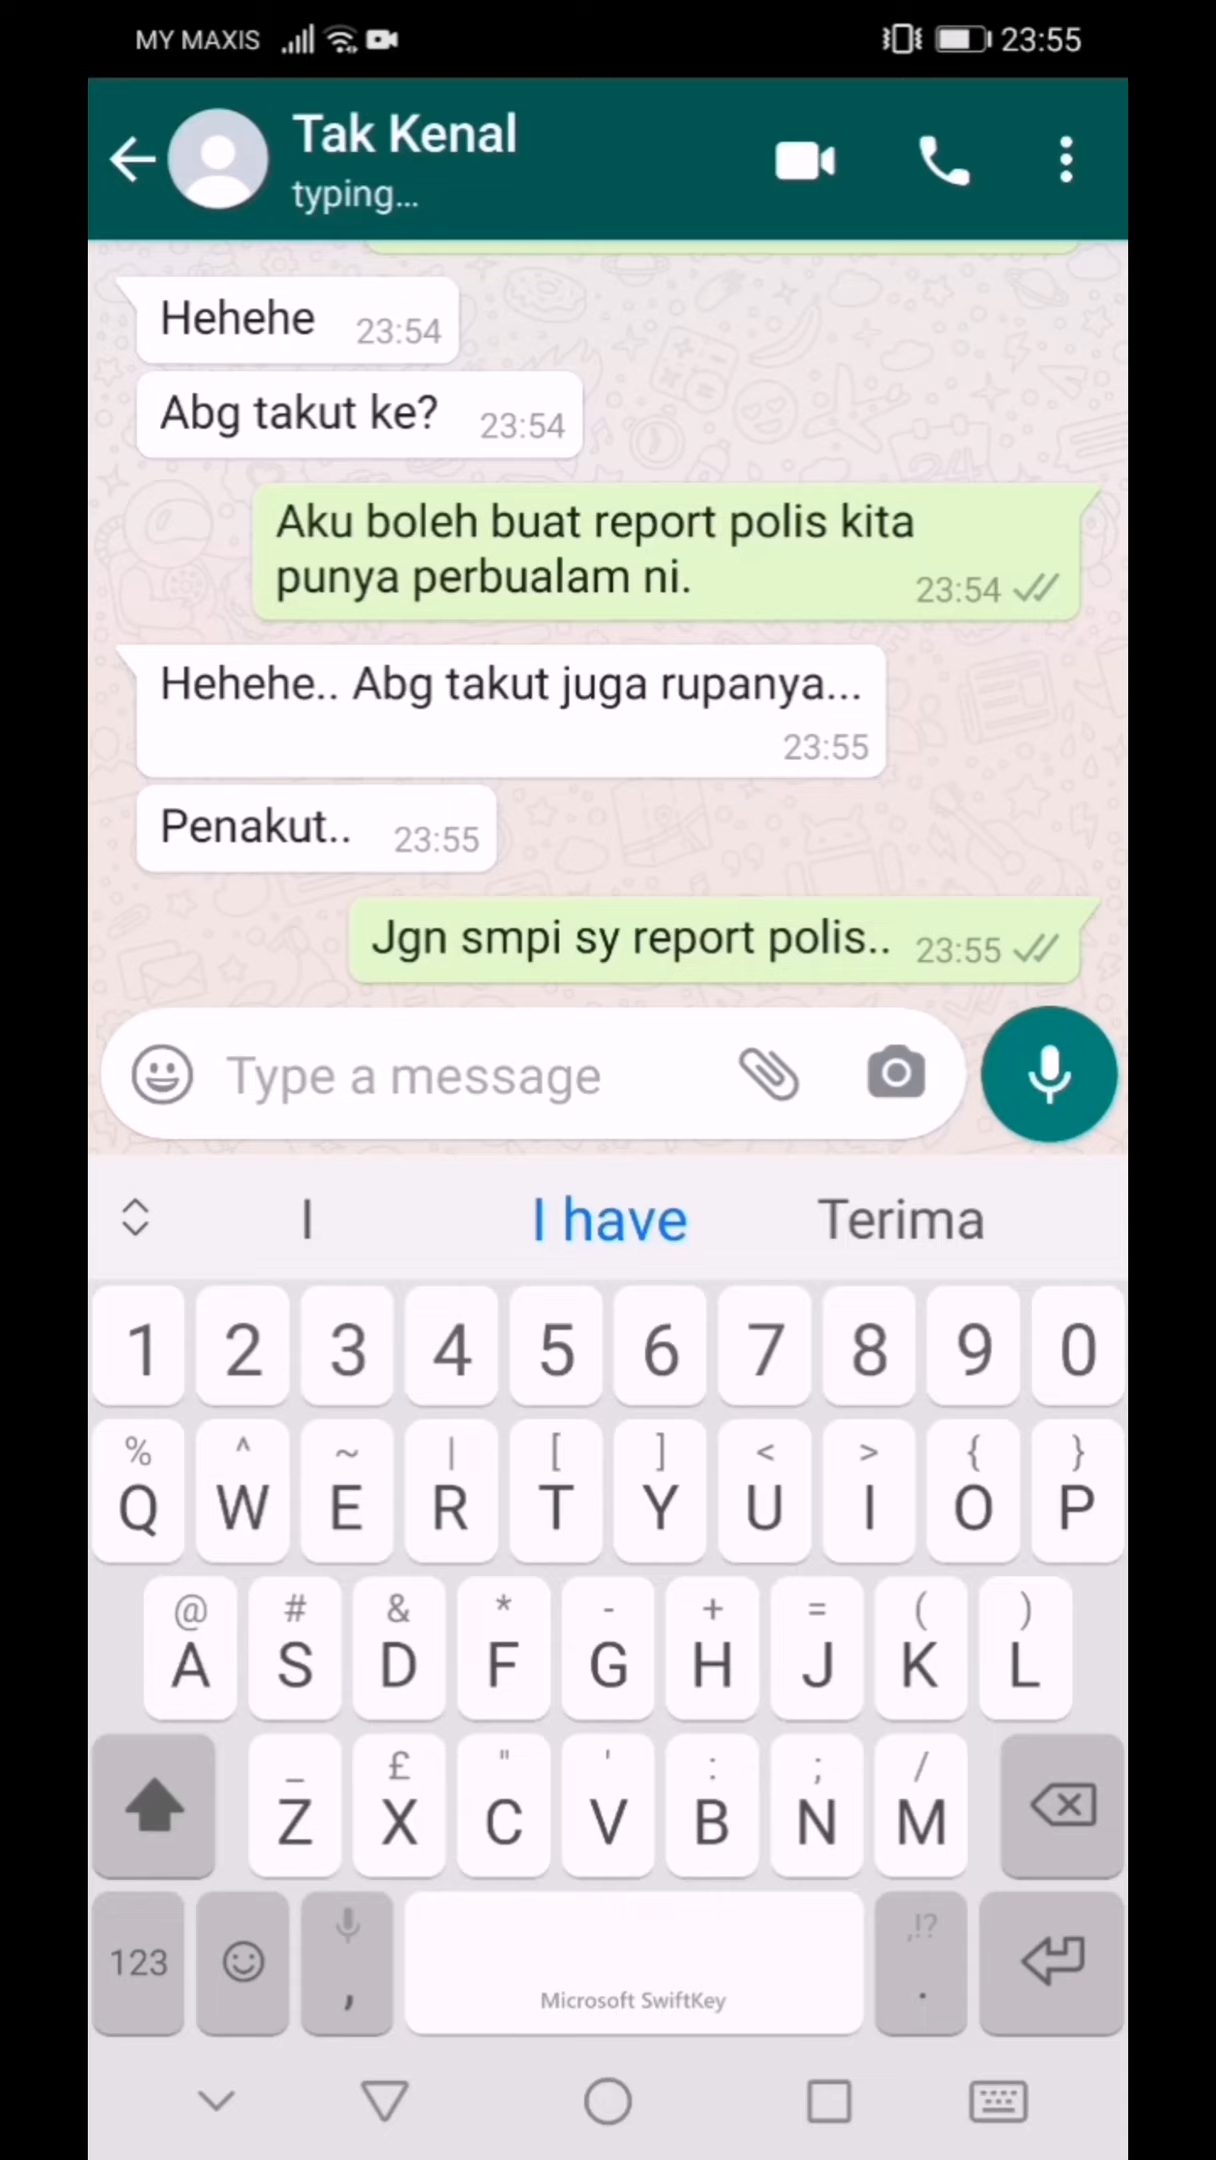 MY MAXIS
23:55
Tak Kenal
typing...
Hehehe 23:54
Abg takut ke? 23:54
Aku boleh buat report polis kita
punya perbualam ni. 23:54
Hehehe.. Abg takut juga rupanya...
23:55
Penakut.. 23:55
Jgn smpi sy report polis.. 23:55
Type a message
I I have Terima
1 2 3 4 5 6 7 8 9 0
% ^ ~ | [ ] < > { }
Q W E R T Y U I O P
@ # & * - + = ( )
A S D F G H J K L
_ £ " ' : ; /
Z X C V B N M
,!?
123 , Microsoft SwiftKey .